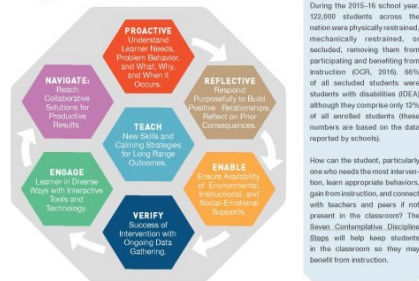 PROACTIVE
Understand
Learner Needs,
Problem Behavior,
and What, Why,
and When it
Occurs.
REFLECTIVE
Respond
Purposefully to Build
Positive Relationships;
Reflect on Prior
Consequences.
ENABLE
Ensure Availability
of Environmental,
Instructional, and
Social-Emotional
Supports.
VERIFY
Success of
Intervention with
Ongoing Data
Gathering.
ENGAGE
Learner in Diverse
Ways with Interactive
Tools and
Technology.
NAVIGATE:
Reach
Collaborative
Solutions for
Productive
Results.
TEACH
New Skills and
Calming Strategies
for Long Range
Outcomes.
During the 2015–16 school year,
122,000 students across the
nation were physically restrained,
mechanically restrained, or
secluded, removing them from
participating and benefiting from
instruction (OCR, 2016). 66%
of all secluded students were
students with disabilities (IDEA)
although they comprise only 12%
of all enrolled students (these
numbers are based on the data
reported by schools).
How can the student, particularly
one who needs the most interven-
tion, learn appropriate behaviors,
gain from instruction, and connect
with teachers and peers if not
present in the classroom? The
Seven Contemplative Discipline
Steps will help keep students
in the classroom so they may
benefit from instruction.